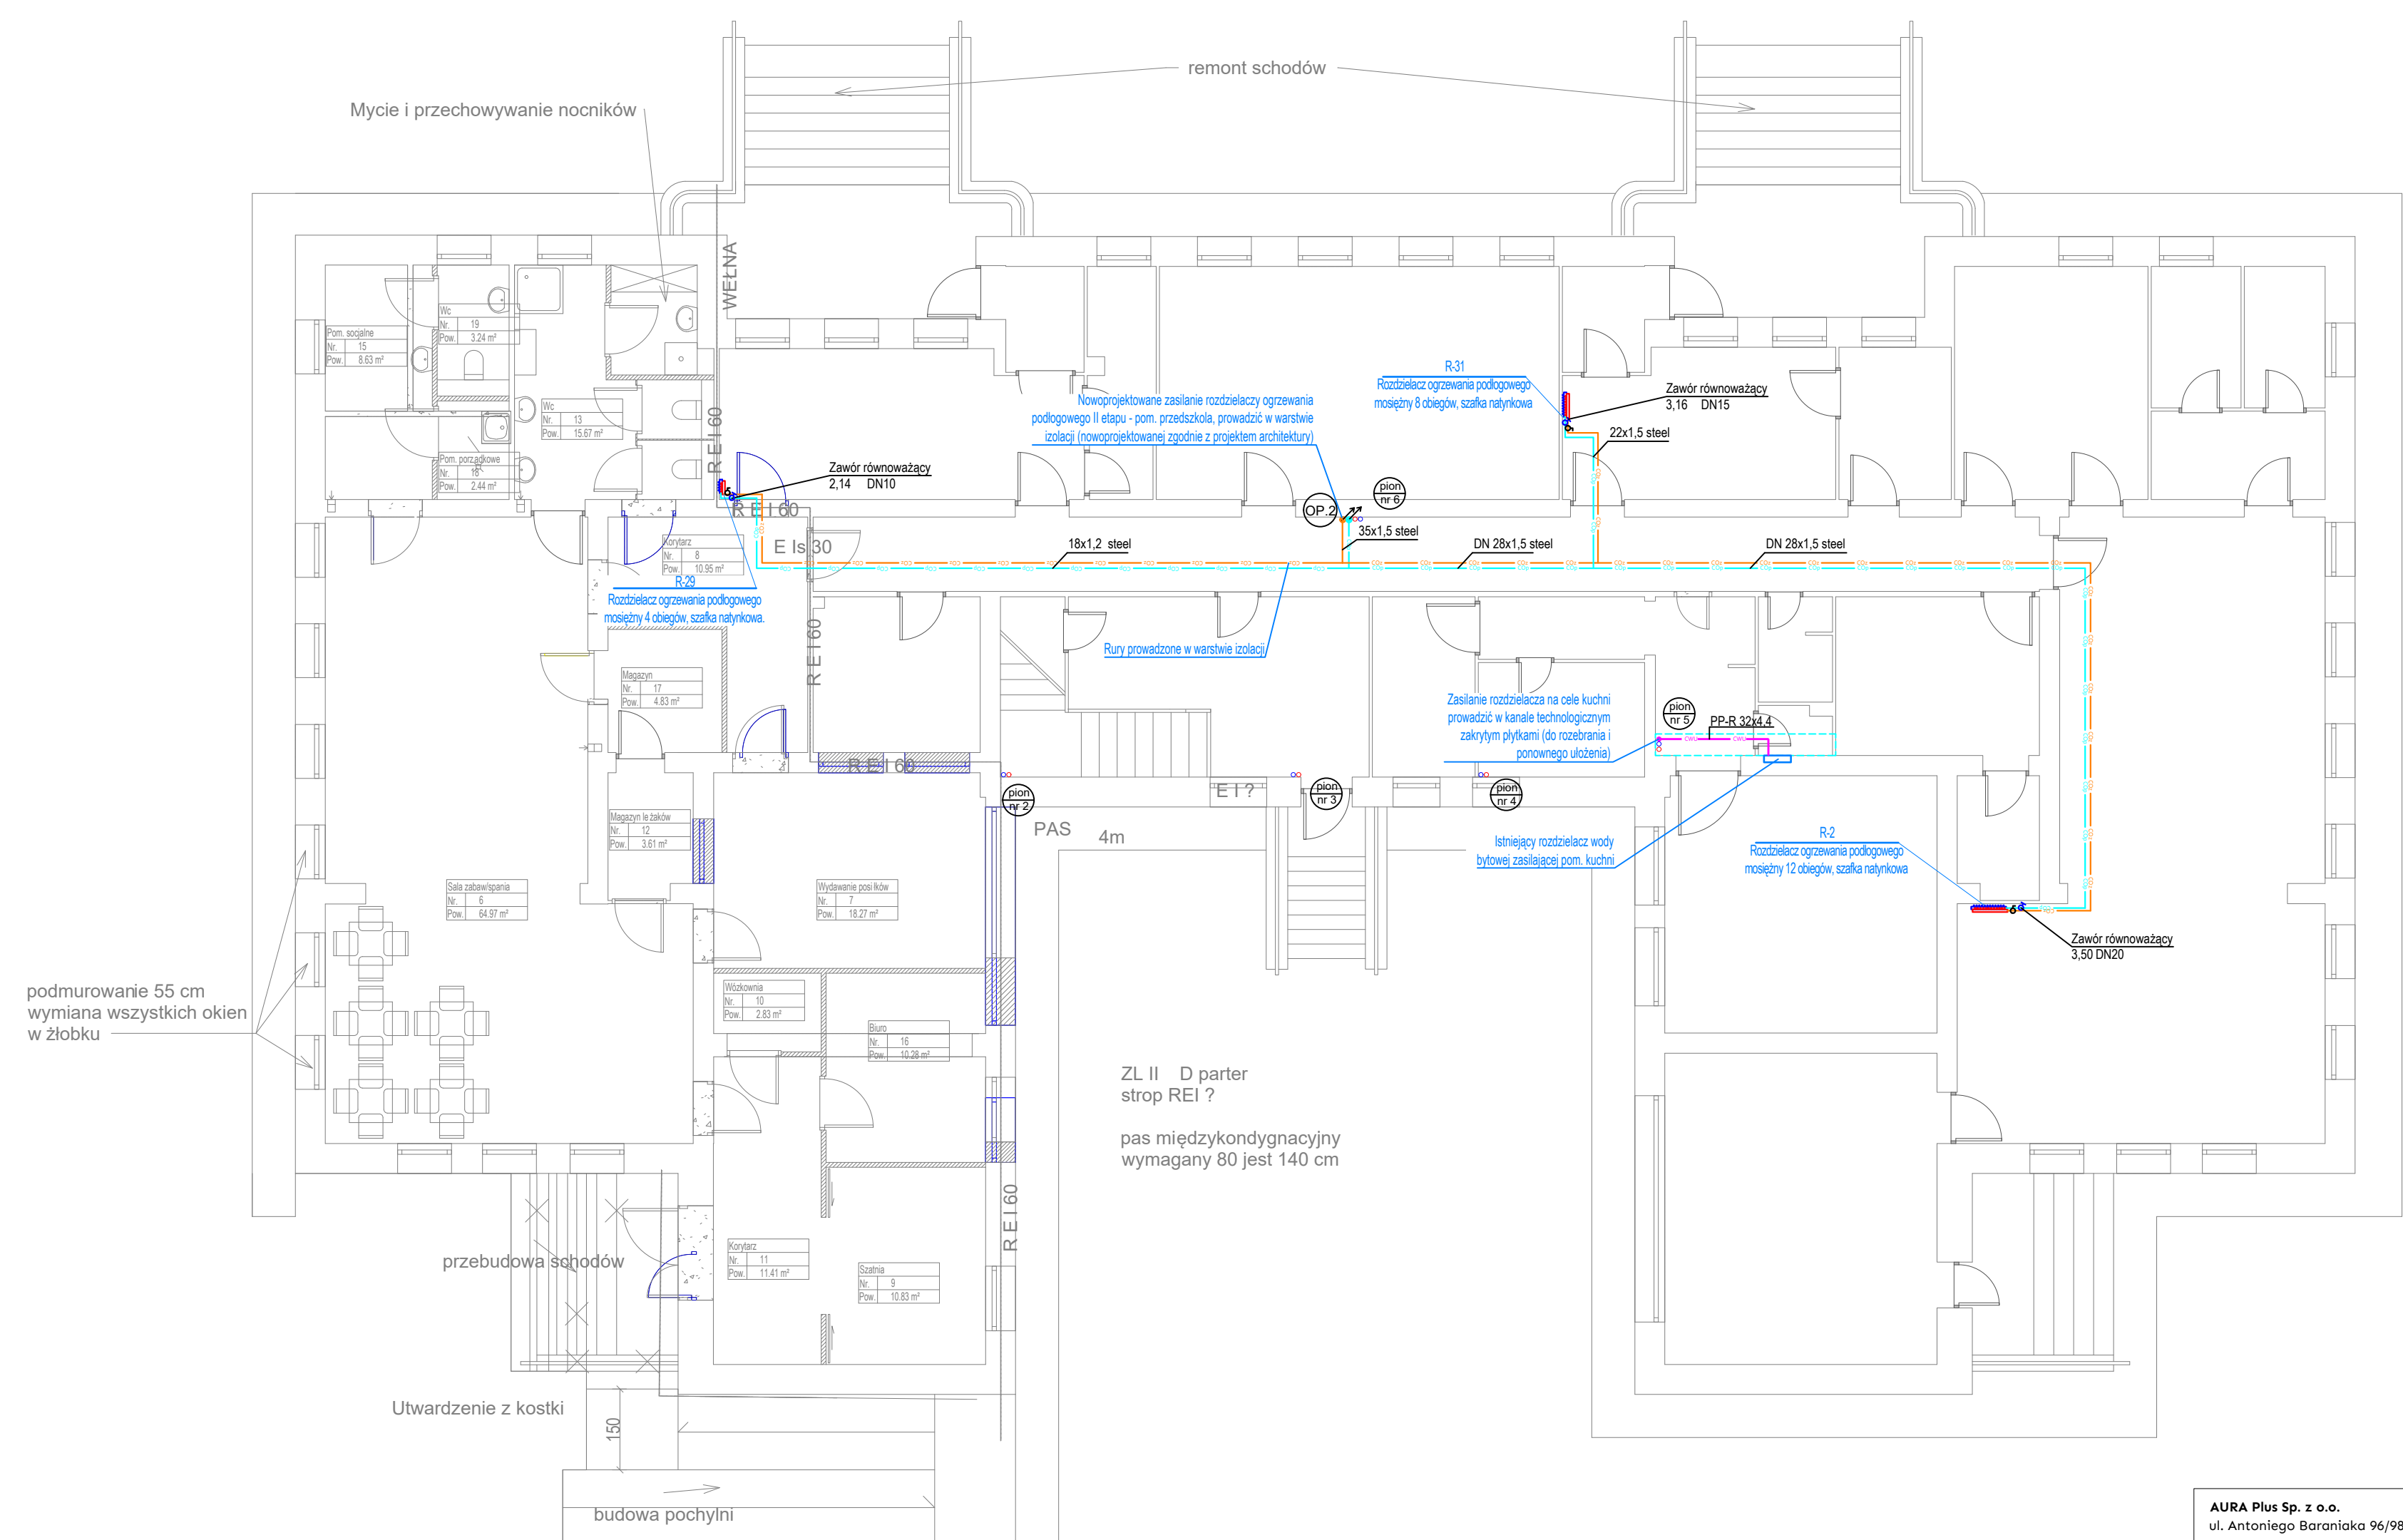 remont schodów
Mycie i przechowywanie nocników
WEŁNA
Pom. socjalne
Nr. 15
Pow. 8.63 m²
Wc
Nr. 19
Pow. 3.24 m²
Wc
Nr. 13
Pow. 15.67 m²
Pom. porządkowe
Nr. 18
Pow. 2.44 m²
R E I 60
Zawór równoważący
2,14 DN10
R E I 60
E Is 30
Korytarz
Nr. 8
Pow. 10.95 m²
R-29
Rozdzielacz ogrzewania podłogowego
mosiężny 4 obiegów, szafka natynkowa.
Nowoprojektowane zasilanie rozdzielaczy ogrzewania
podłogowego II etapu - pom. przedszkola, prowadzić w warstwie
izolacji (nowoprojektowanej zgodnie z projektem architektury)
R-31
Rozdzielacz ogrzewania podłogowego
mosiężny 8 obiegów, szafka natynkowa
Zawór równoważący
3,16 DN15
22x1,5 steel
OP.2
pion
nr 6
35x1,5 steel
18x1,2 steel
DN 28x1,5 steel
DN 28x1,5 steel
Rury prowadzone w warstwie izolacji
R E I 60
Magazyn
Nr. 17
Pow. 4.83 m²
Zasilanie rozdzielacza na cele kuchni
prowadzić w kanale technologicznym
zakrytym płytkami (do rozebrania i
ponownego ułożenia)
pion
nr 5
PP-R 32x4,4
CWU CWU
R E I 60
pion
nr 2
E I ?
pion
nr 3
pion
nr 4
PAS 4m
Magazyn leżaków
Nr. 12
Pow. 3.61 m²
Istniejący rozdzielacz wody
bytowej zasilającej pom. kuchni
R-2
Rozdzielacz ogrzewania podłogowego
mosiężny 12 obiegów, szafka natynkowa
Zawór równoważący
3,50 DN20
Sala zabaw/spania
Nr. 6
Pow. 64.97 m²
Wydawanie posiłków
Nr. 7
Pow. 18.27 m²
podmurowanie 55 cm
wymiana wszystkich okien
w żłobku
Wózkownia
Nr. 10
Pow. 2.83 m²
Biuro
Nr. 16
Pow. 10.28 m²
ZL II D parter
strop REI ?
pas międzykondygnacyjny
wymagany 80 jest 140 cm
R E I 60
przebudowa schodów
Korytarz
Nr. 11
Pow. 11.41 m²
Szatnia
Nr. 9
Pow. 10.83 m²
Utwardzenie z kostki
150
budowa pochylni
AURA Plus Sp. z o.o.
ul. Antoniego Baraniaka 96/98